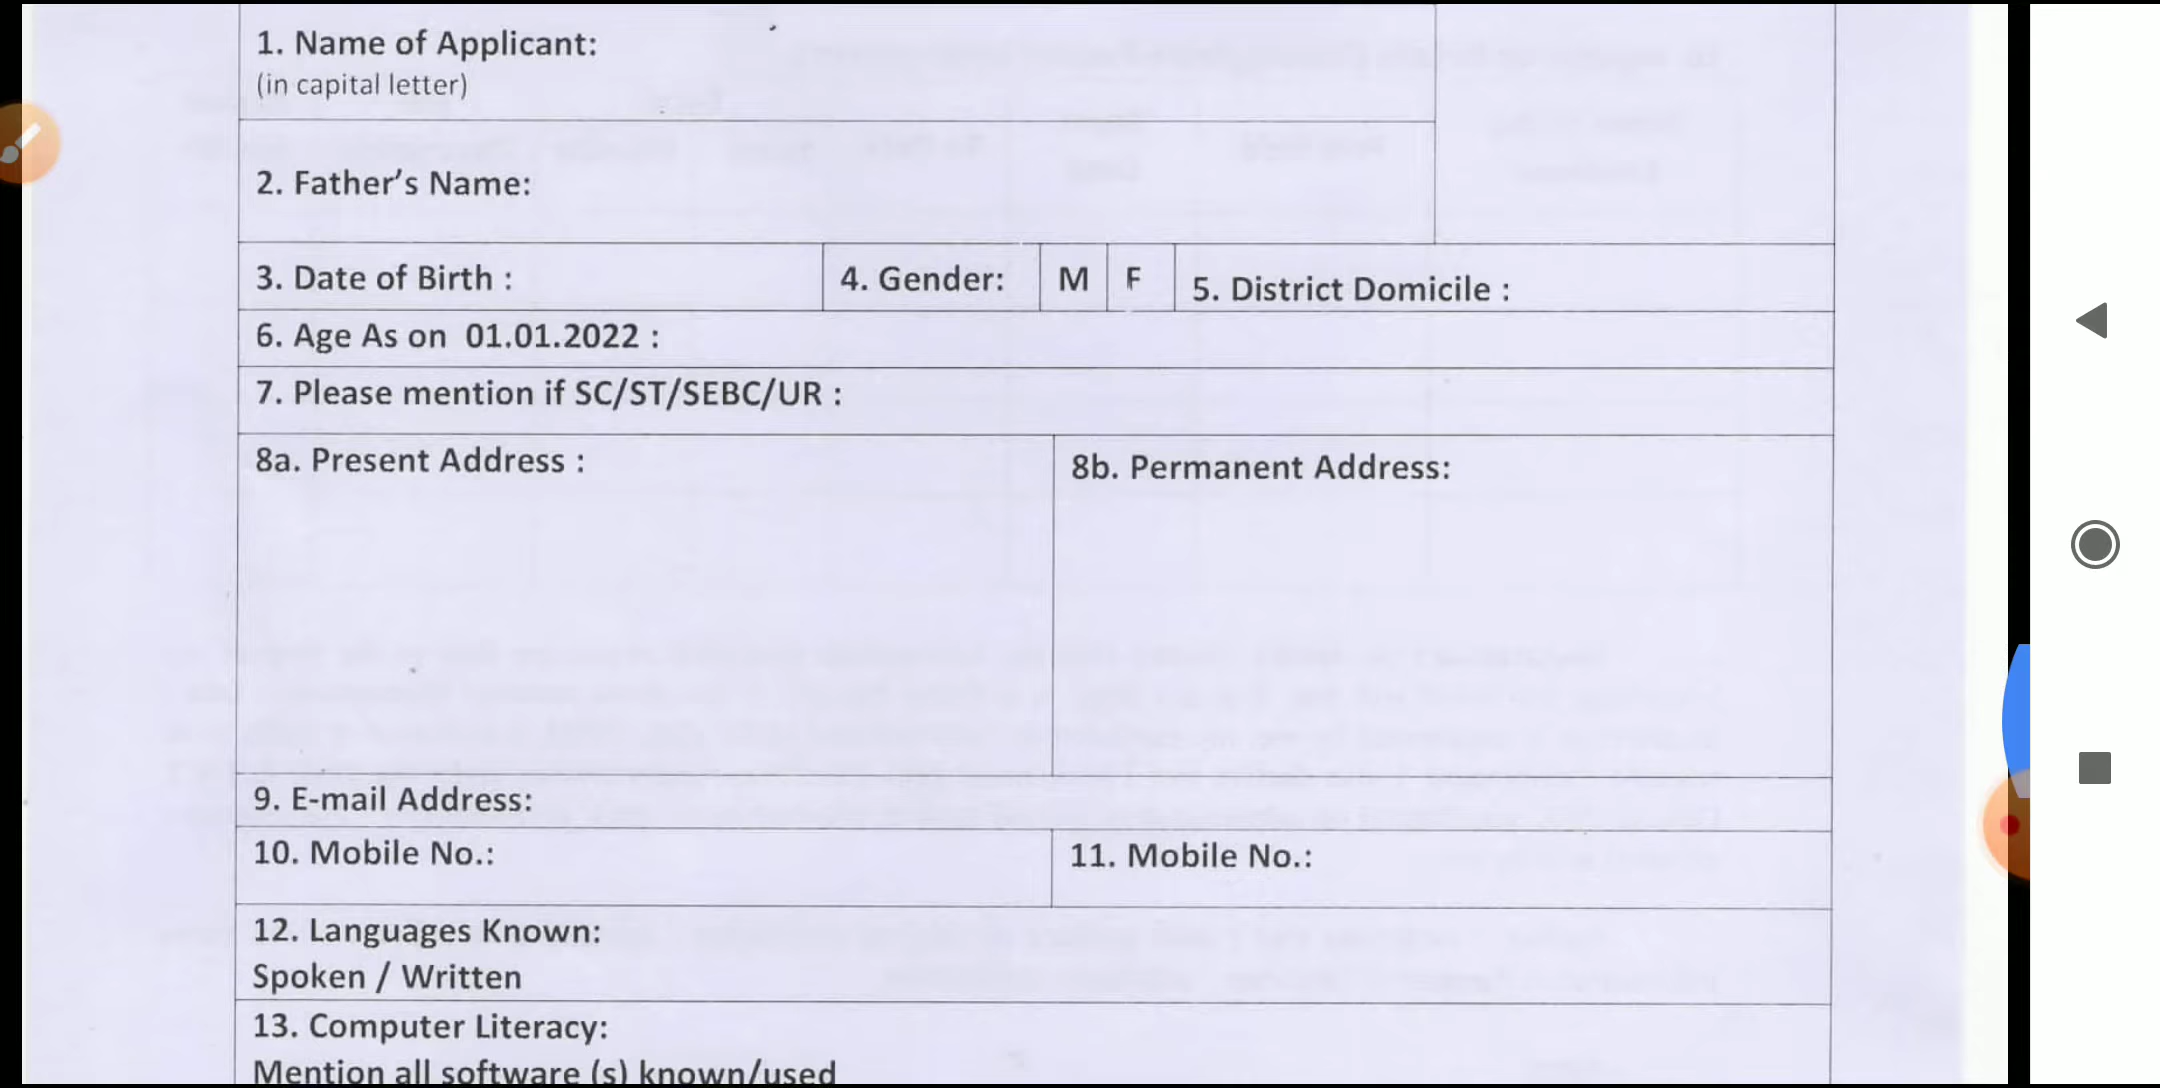 1. Name of Applicant:
(in capital letter)
2. Father's Name:
3. Date of Birth :
4. Gender:
M
F
5. District Domicile :
6. Age As on 01.01.2022 :
7. Please mention if SC/ST/SEBC/UR :
8a. Present Address :
8b. Permanent Address:
9. E-mail Address:
10. Mobile No.:
11. Mobile No.:
12. Languages Known:
Spoken / Written
13. Computer Literacy:
Mention all software (s) known/used